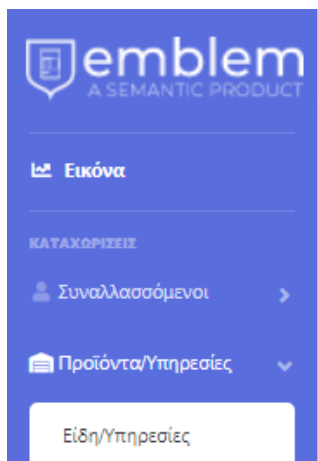 emblem
A SEMANTIC PRODUCT
Εικόνα
ΚΑΤΑΧΩΡΙΣΕΙΣ
Συναλλασσόμενοι
Προϊόντα/Υπηρεσίες
Είδη/Υπηρεσίες